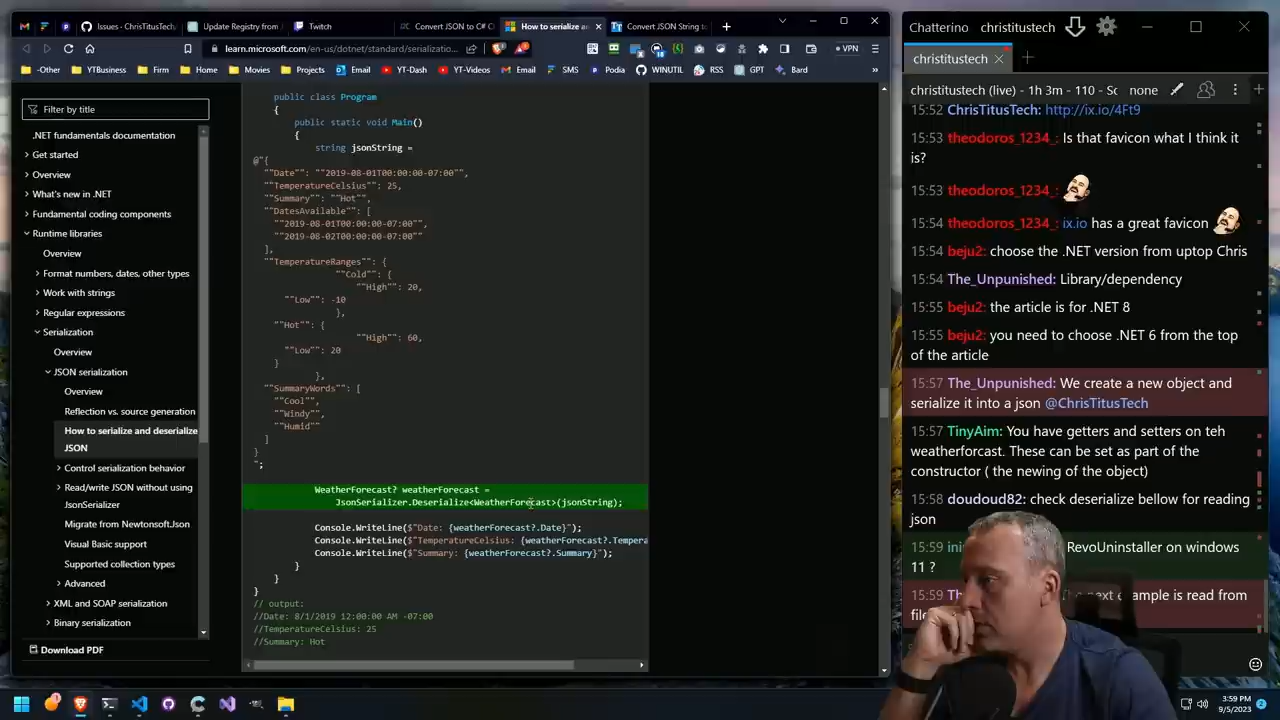 Issues · ChrisTitusTech/
Update Registry from
Twitch
Convert JSON to C# C
How to serialize and
Convert JSON String t
learn.microsoft.com/en-us/dotnet/standard/serializatio...
VPN
-Other
YTBusiness
Firm
Home
Movies
Projects
Email
YT-Dash
YT-Videos
Email
SMS
Podia
WINUTIL
RSS
GPT
Bard
Filter by title
.NET fundamentals documentation
Get started
Overview
What's new in .NET
Fundamental coding components
Runtime libraries
Overview
Format numbers, dates, other types
Work with strings
Regular expressions
Serialization
Overview
JSON serialization
Overview
Reflection vs. source generation
How to serialize and deserialize
JSON
Control serialization behavior
Read/write JSON without using
JsonSerializer
Migrate from Newtonsoft.Json
Visual Basic support
Supported collection types
Advanced
XML and SOAP serialization
Binary serialization
Download PDF
public class Program
{
public static void Main()
{
string jsonString =
@"{
""Date"": ""2019-08-01T00:00:00-07:00"",
""TemperatureCelsius"": 25,
""Summary"": ""Hot"",
""DatesAvailable"": [
""2019-08-01T00:00:00-07:00"",
""2019-08-02T00:00:00-07:00""
],
""TemperatureRanges"": {
""Cold"": {
""High"": 20,
""Low"": -10
},
""Hot"": {
""High"": 60,
""Low"": 20
}
},
""SummaryWords"": [
""Cool"",
""Windy"",
""Humid""
]
}
";
WeatherForecast? weatherForecast =
JsonSerializer.Deserialize<WeatherForecast>(jsonString);
Console.WriteLine($"Date: {weatherForecast?.Date}");
Console.WriteLine($"TemperatureCelsius: {weatherForecast?.Tempera
Console.WriteLine($"Summary: {weatherForecast?.Summary}");
}
}
}
// output:
//Date: 8/1/2019 12:00:00 AM -07:00
//TemperatureCelsius: 25
//Summary: Hot
Chatterino christitustech
christitustech
christitustech (live) - 1h 3m - 110 - Sc none
15:52 ChrisTitusTech: http://ix.io/4Ft9
15:53 theodoros_1234_: Is that favicon what I think it
is?
15:53 theodoros_1234_:
15:54 theodoros_1234_: ix.io has a great favicon
15:54 beju2: choose the .NET version from uptop Chris
15:54 The_Unpunished: Library/dependency
15:55 beju2: the article is for .NET 8
15:55 beju2: you need to choose .NET 6 from the top
of the article
15:57 The_Unpunished: We create a new object and
serialize it into a json @ChrisTitusTech
15:57 TinyAim: You have getters and setters on teh
weatherforcast. These can be set as part of the
constructor ( the newing of the object)
15:58 doudoud82: check deserialize bellow for reading
json
15:59 ini RevoUninstaller on windows
11 ?
15:59 Th next example is read from
file
3:59 PM
9/5/2023